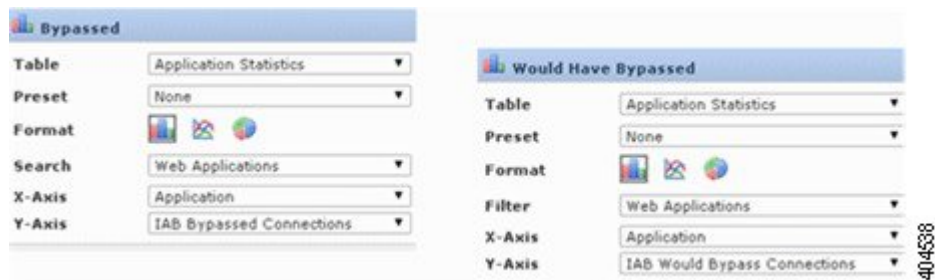 Bypassed
Table Application Statistics
Preset None
Format
Search Web Applications
X-Axis Application
Y-Axis IAB Bypassed Connections
Would Have Bypassed
Table Application Statistics
Preset None
Format
Filter Web Applications
X-Axis Application
Y-Axis IAB Would Bypass Connections
404538